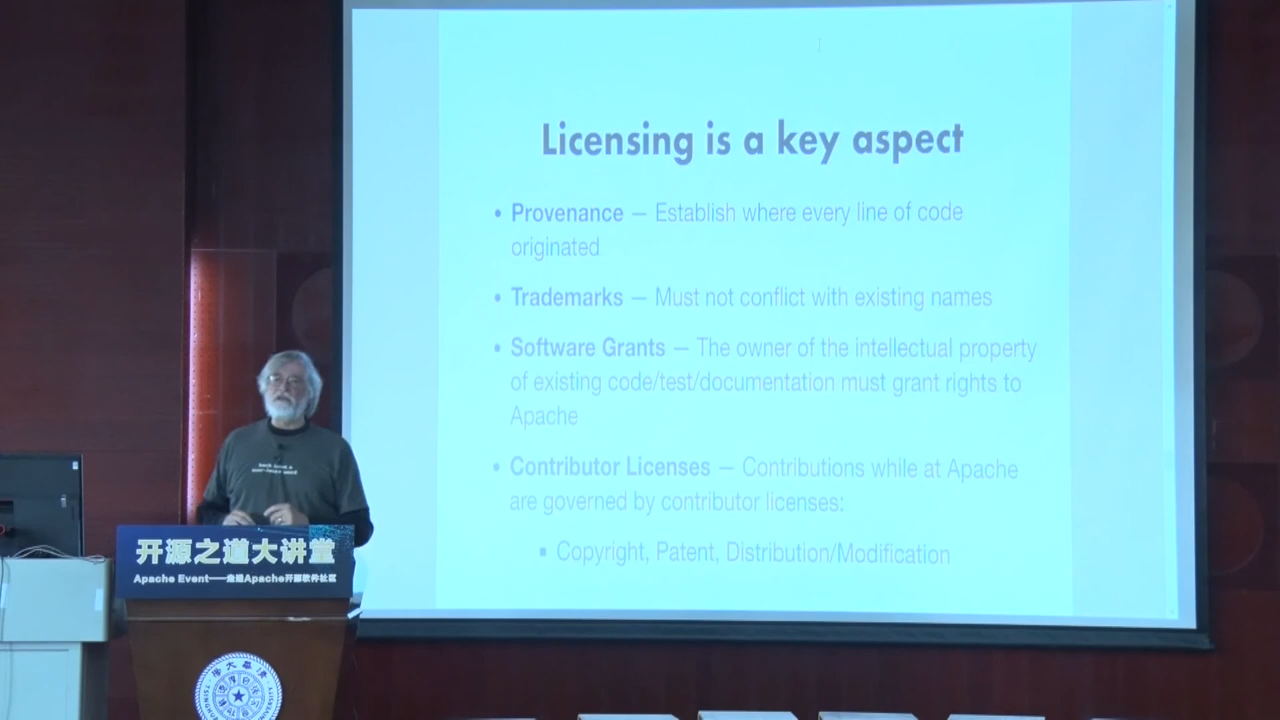 Licensing is a key aspect
• Provenance — Establish where every line of code
originated
• Trademarks — Must not conflict with existing names
• Software Grants — The owner of the intellectual property
of existing code/test/documentation must grant rights to
Apache
• Contributor Licenses — Contributions while at Apache
are governed by contributor licenses:
▪ Copyright, Patent, Distribution/Modification
开源之道大讲堂
Apache Event——走进Apache开源软件社区